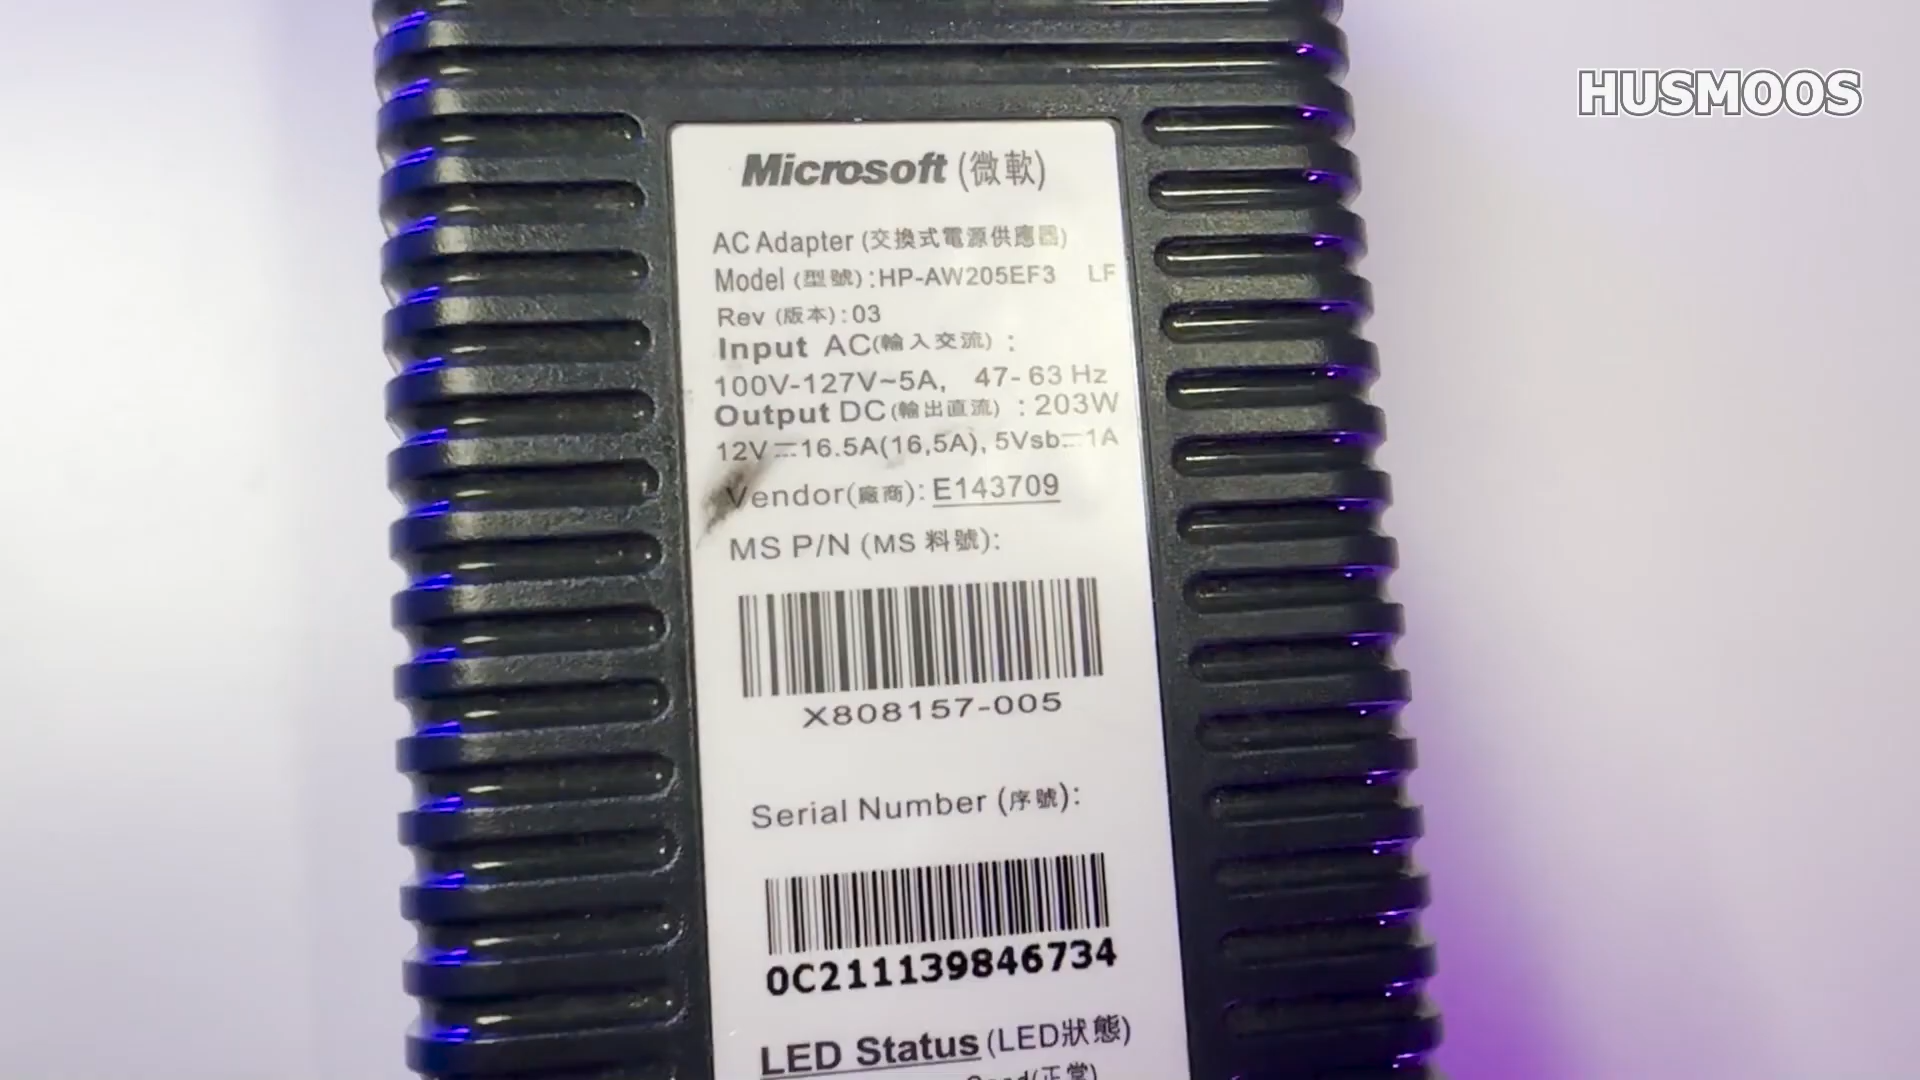 HUSMOOS
Microsoft (微軟)
AC Adapter (交換式電源供應器)
Model (型號) :HP-AW205EF3 LF
Rev (版本) : 03
Input AC(輸入交流) :
100V-127V~5A, 47- 63 Hz
Output DC (輸出直流) : 203W
12V⎓16.5A(16,5A), 5Vsb⎓1A
Vendor(廠商): E143709
MS P/N (MS 料號):
X808157-005
Serial Number (序號):
0C211139846734
LED Status (LED狀態)
Good(正常)